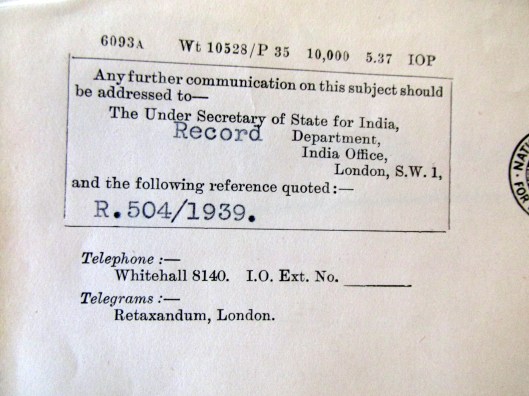 6093A Wt 10528/P 35 10,000 5.37 IOP
Any further communication on this subject should
be addressed to—
The Under Secretary of State for India,
Record Department,
India Office,
London, S.W. 1,
and the following reference quoted:—
R.504/1939.
Telephone :—
Whitehall 8140. I.O. Ext. No.
Telegrams :—
Retaxandum, London.